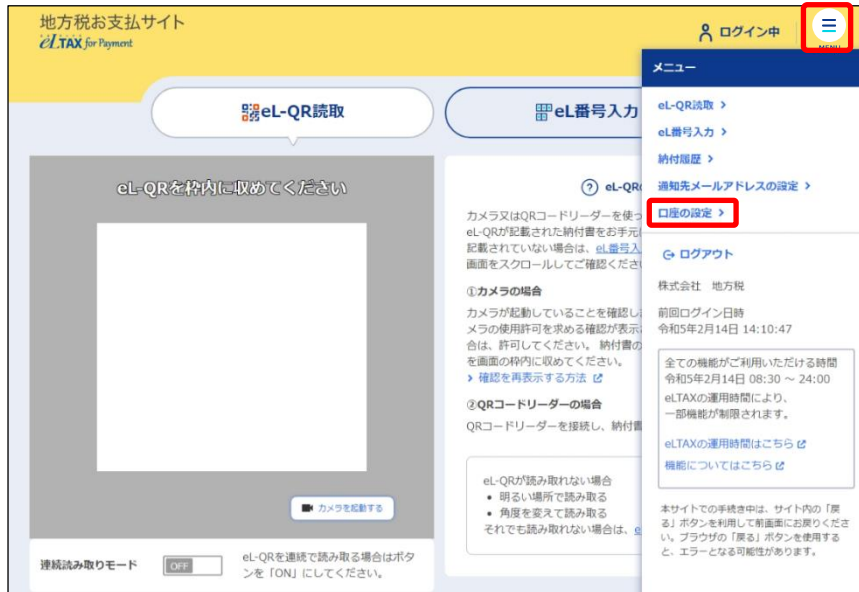 地方税お支払サイト
eLTAX for Payment
ログイン中
MENU
eL-QR読取
eL番号入力
eL-QRを枠内に収めてください
eL-QR
カメラ又はQRコードリーダーを使っ
eL-QRが記載された納付書をお手元
記載されていない場合は、eL番号入
画面をスクロールしてご確認くださ
①カメラの場合
カメラが起動していることを確認し
メラの使用許可を求める確認が表示
合は、許可してください。 納付書の
を画面の枠内に収めてください。
確認を再表示する方法
②QRコードリーダーの場合
QRコードリーダーを接続し、納付書
eL-QRが読み取れない場合
• 明るい場所で読み取る
• 角度を変えて読み取る
それでも読み取れない場合は、
カメラを起動する
連続読み取りモード
OFF
eL-QRを連続で読み取る場合はボタ
ンを「ON」にしてください。
メニュー
eL-QR読取
eL番号入力
納付履歴
通知先メールアドレスの設定
口座の設定
ログアウト
株式会社 地方税
前回ログイン日時
令和5年2月14日 14:10:47
全ての機能がご利用いただける時間
令和5年2月14日 08:30 ~ 24:00
eLTAXの運用時間により、
一部機能が制限されます。
eLTAXの運用時間はこちら
機能についてはこちら
本サイトでの手続き中は、サイト内の「戻
る」ボタンを利用して前画面にお戻りくださ
い。ブラウザの「戻る」ボタンを使用する
と、エラーとなる可能性があります。